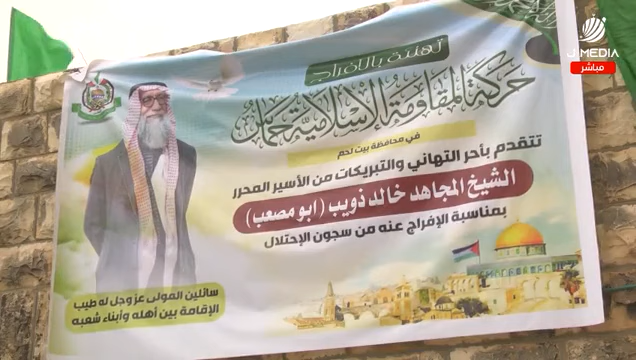 J-MEDIA
مباشر
تهنئة بالإفراج
حركة المقاومة الإسلامية حماس
في محافظة بيت لحم
تتقدم بأحر التهاني والتبريكات من الأسير المحرر
الشيخ المجاهد خالد ذويب (ابو مصعب)
بمناسبة الإفراج عنه من سجون الإحتلال
سائلين المولى عز وجل له طيب
الإقامة بين أهله وأبناء شعبه